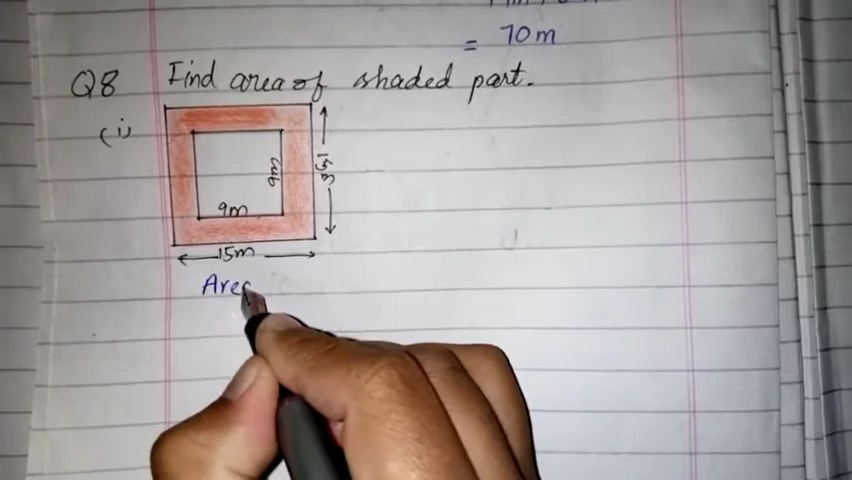 = 70m
Q8 Find area of shaded part.
(i)
15m
9m
9m
15m
Area